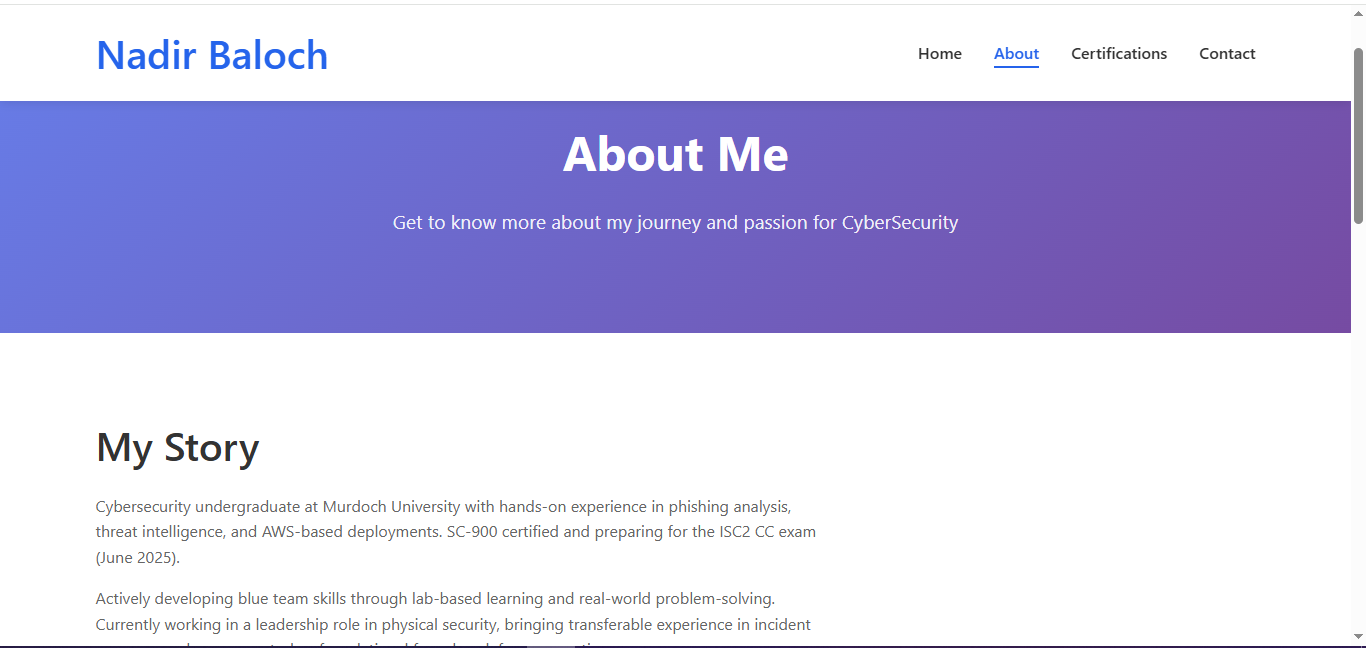 Nadir Baloch
Home About Certifications Contact
About Me
Get to know more about my journey and passion for CyberSecurity
My Story
Cybersecurity undergraduate at Murdoch University with hands-on experience in phishing analysis,
threat intelligence, and AWS-based deployments. SC-900 certified and preparing for the ISC2 CC exam
(June 2025).
Actively developing blue team skills through lab-based learning and real-world problem-solving.
Currently working in a leadership role in physical security, bringing transferable experience in incident